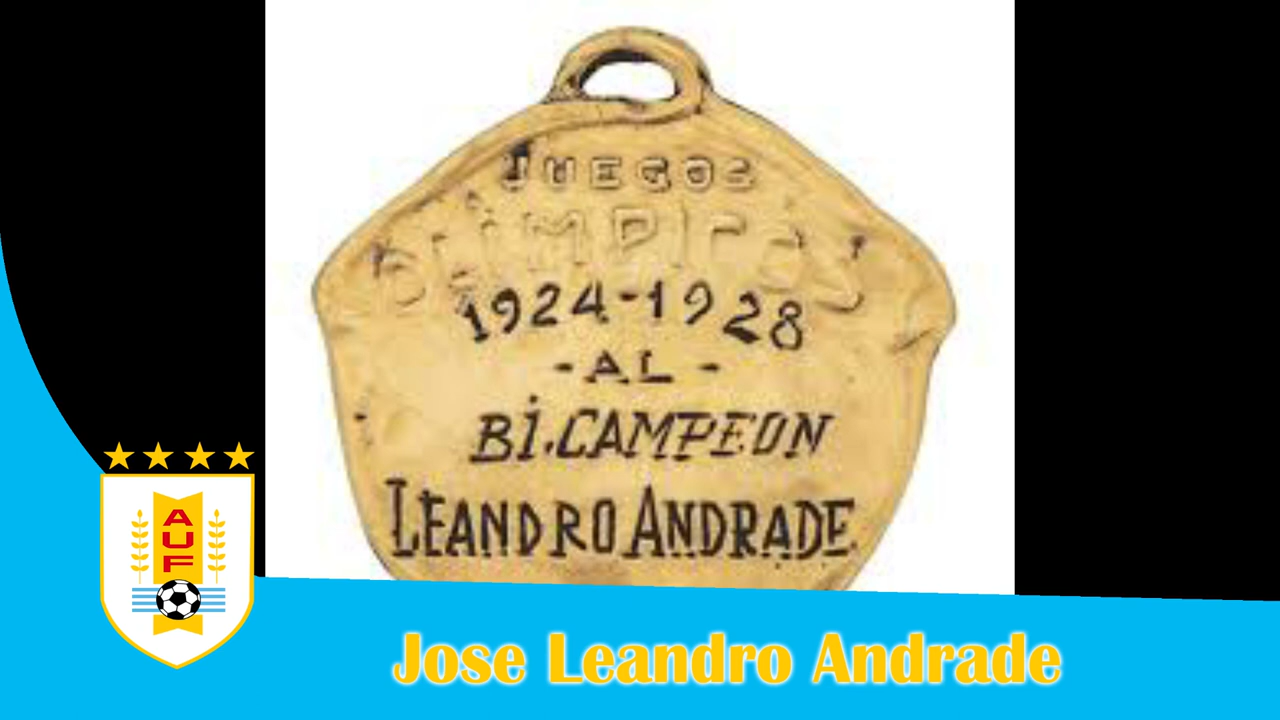 JUEGOS
OLIMPICOS
1924-1928
-AL-
Bi.CAMPEON
LEANDRO ANDRADE.
AUF
Jose Leandro Andrade